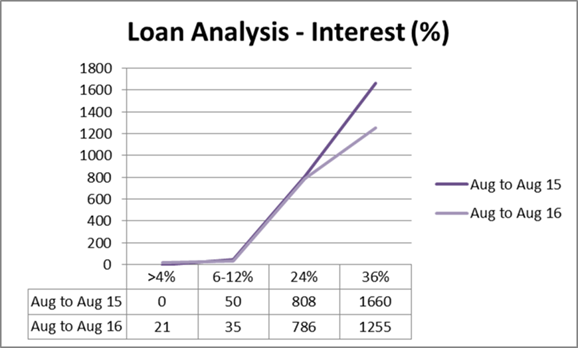 Loan Analysis - Interest (%)
1800
1600
1400
1200
1000
800
600
400
200
0
>4% 6-12% 24% 36%
Aug to Aug 15 0 50 808 1660
Aug to Aug 16 21 35 786 1255
Aug to Aug 15
Aug to Aug 16